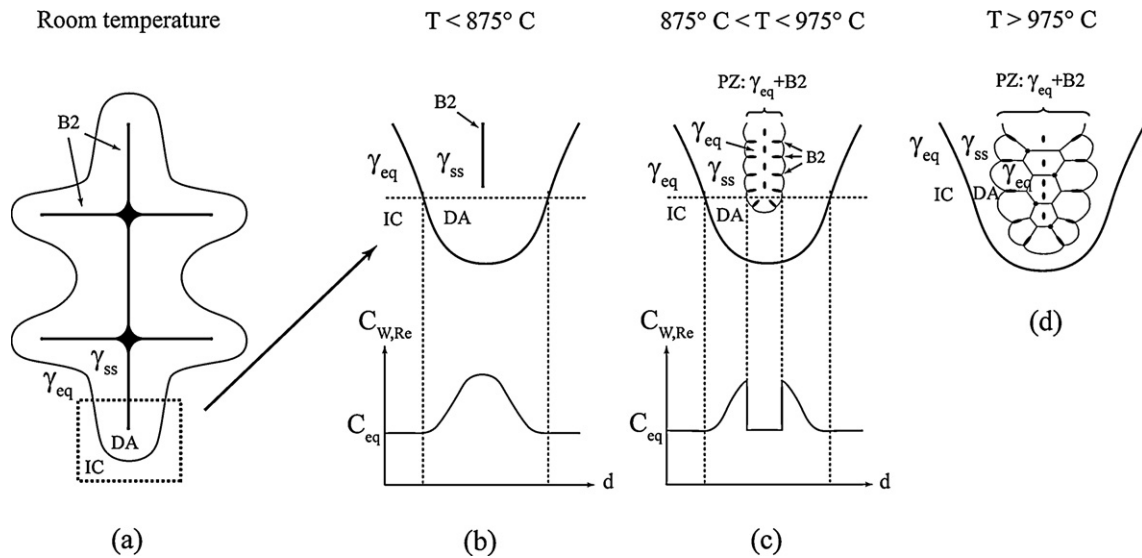 Room temperature
T < 875° C
875° C < T < 975° C
T > 975° C
B2
γss
γeq
DA
IC
(a)
B2
γeq
γss
IC
DA
CW,Re
Ceq
d
(b)
PZ: γeq+B2
γeq
B2
γss
γeq
IC
DA
CW,Re
Ceq
d
(c)
PZ: γeq+B2
γeq
γss
γeq
IC
DA
(d)